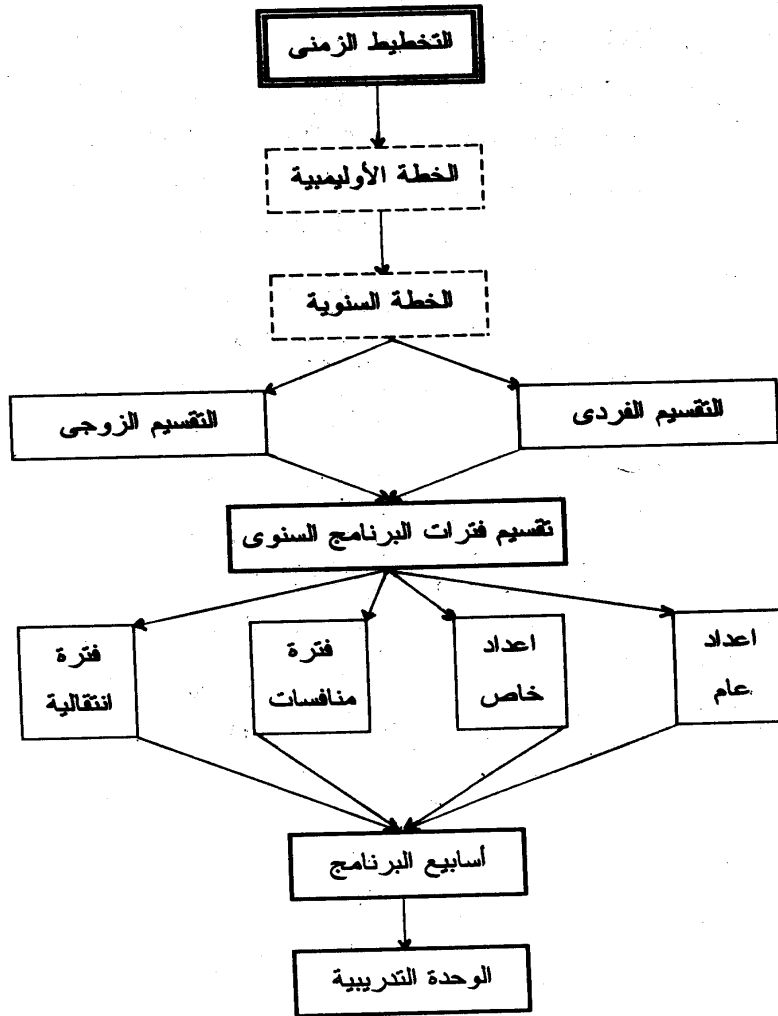 التخطيط الزمنى
الخطة الأوليمبية
الخطة السنوية
التقسيم الفردى
التقسيم الزوجى
تقسيم فترات البرنامج السنوى
اعداد
عام
اعداد
خاص
فترة
منافسات
فترة
انتقالية
أسابيع البرنامج
الوحدة التدريبية